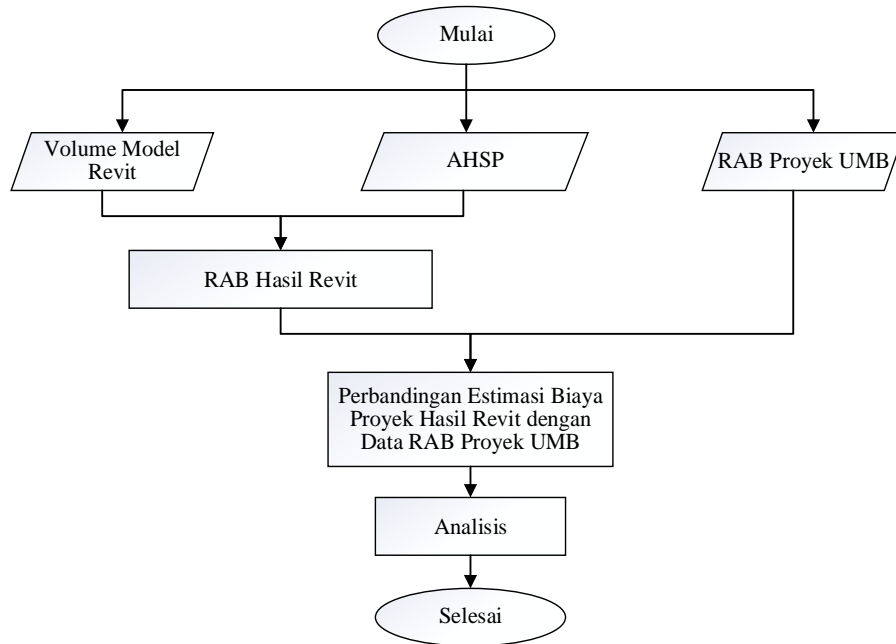 Mulai
Volume Model
Revit
AHSP
RAB Proyek UMB
RAB Hasil Revit
Perbandingan Estimasi Biaya
Proyek Hasil Revit dengan
Data RAB Proyek UMB
Analisis
Selesai